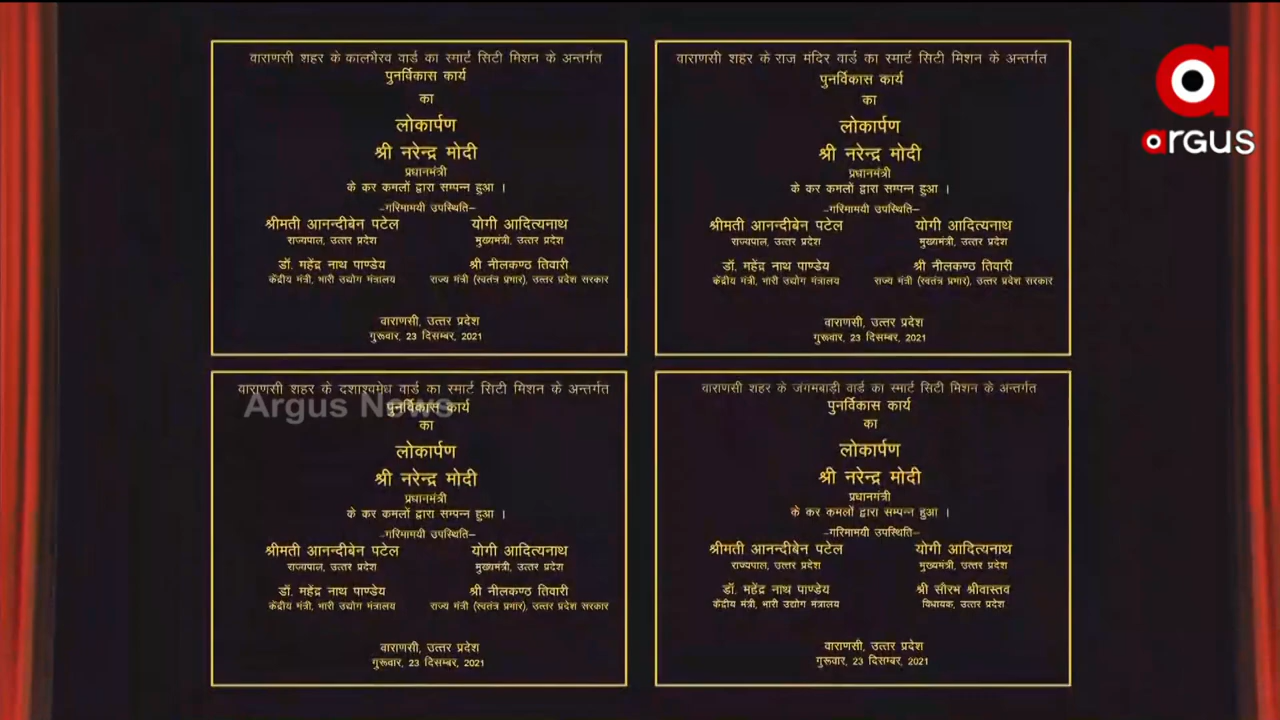 वाराणसी शहर के कालभैरव वार्ड का स्मार्ट सिटी मिशन के अन्तर्गत
पुनर्विकास कार्य
का
लोकार्पण
श्री नरेन्द्र मोदी
प्रधानमंत्री
के कर कमलों द्वारा सम्पन्न हुआ ।
–गरिमामयी उपस्थिति–
श्रीमती आनन्दीबेन पटेल योगी आदित्यनाथ
राज्यपाल, उत्तर प्रदेश मुख्यमंत्री, उत्तर प्रदेश
डॉ. महेंद्र नाथ पाण्डेय श्री नीलकण्ठ तिवारी
केंद्रीय मंत्री, भारी उद्योग मंत्रालय राज्य मंत्री (स्वतंत्र प्रभार), उत्तर प्रदेश सरकार
वाराणसी, उत्तर प्रदेश
गुरूवार, 23 दिसम्बर, 2021
वाराणसी शहर के राज मंदिर वार्ड का स्मार्ट सिटी मिशन के अन्तर्गत
पुनर्विकास कार्य
का
लोकार्पण
श्री नरेन्द्र मोदी
प्रधानमंत्री
के कर कमलों द्वारा सम्पन्न हुआ ।
–गरिमामयी उपस्थिति–
श्रीमती आनन्दीबेन पटेल योगी आदित्यनाथ
राज्यपाल, उत्तर प्रदेश मुख्यमंत्री, उत्तर प्रदेश
डॉ. महेंद्र नाथ पाण्डेय श्री नीलकण्ठ तिवारी
केंद्रीय मंत्री, भारी उद्योग मंत्रालय राज्य मंत्री (स्वतंत्र प्रभार), उत्तर प्रदेश सरकार
वाराणसी, उत्तर प्रदेश
गुरूवार, 23 दिसम्बर, 2021
argus
वाराणसी शहर के दशाश्वमेध वार्ड का स्मार्ट सिटी मिशन के अन्तर्गत
Argus News
पुनर्विकास कार्य
का
लोकार्पण
श्री नरेन्द्र मोदी
प्रधानमंत्री
के कर कमलों द्वारा सम्पन्न हुआ ।
–गरिमामयी उपस्थिति–
श्रीमती आनन्दीबेन पटेल योगी आदित्यनाथ
राज्यपाल, उत्तर प्रदेश मुख्यमंत्री, उत्तर प्रदेश
डॉ. महेंद्र नाथ पाण्डेय श्री नीलकण्ठ तिवारी
केंद्रीय मंत्री, भारी उद्योग मंत्रालय राज्य मंत्री (स्वतंत्र प्रभार), उत्तर प्रदेश सरकार
वाराणसी, उत्तर प्रदेश
गुरूवार, 23 दिसम्बर, 2021
वाराणसी शहर के जंगमबाड़ी वार्ड का स्मार्ट सिटी मिशन के अन्तर्गत
पुनर्विकास कार्य
का
लोकार्पण
श्री नरेन्द्र मोदी
प्रधानमंत्री
के कर कमलों द्वारा सम्पन्न हुआ ।
–गरिमामयी उपस्थिति–
श्रीमती आनन्दीबेन पटेल योगी आदित्यनाथ
राज्यपाल, उत्तर प्रदेश मुख्यमंत्री, उत्तर प्रदेश
डॉ. महेंद्र नाथ पाण्डेय श्री सौरभ श्रीवास्तव
केंद्रीय मंत्री, भारी उद्योग मंत्रालय विधायक, उत्तर प्रदेश
वाराणसी, उत्तर प्रदेश
गुरूवार, 23 दिसम्बर, 2021